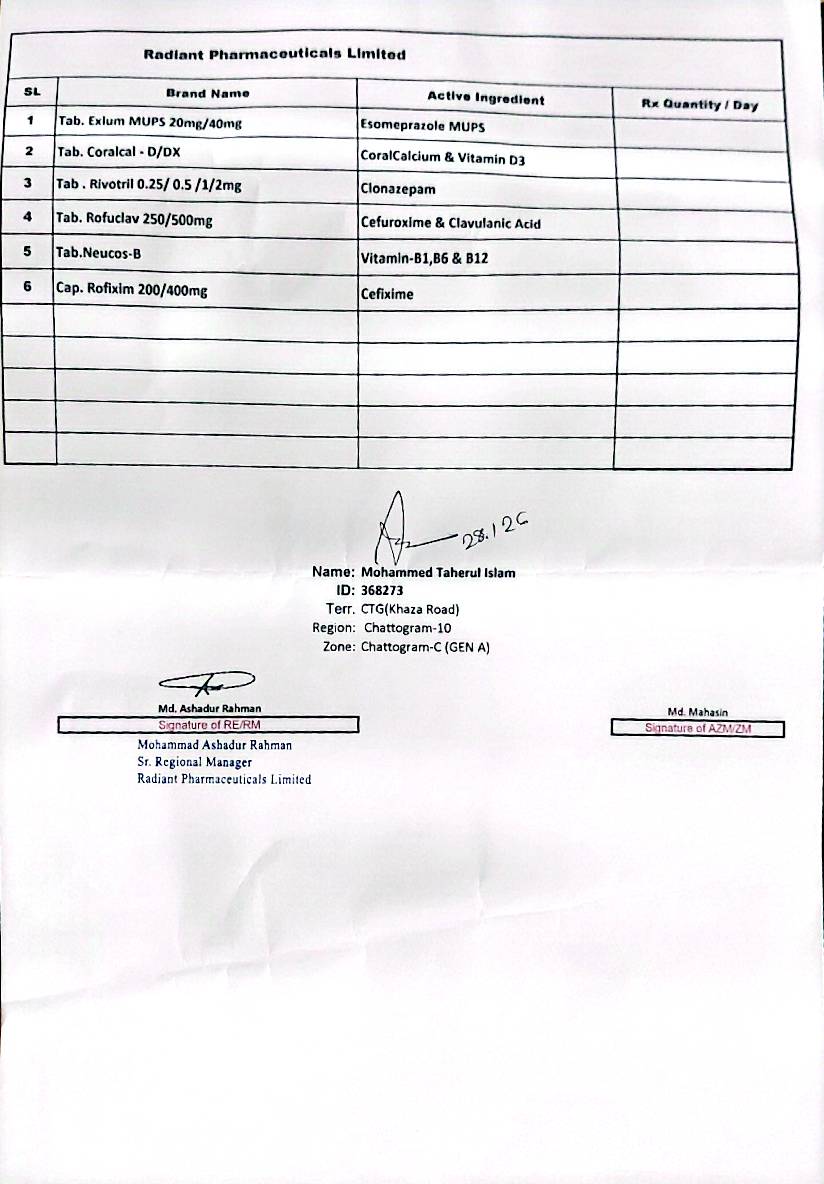 Radiant Pharmaceuticals Limited
SL Brand Name Active Ingredient Rx Quantity / Day
1 Tab. Exium MUPS 20mg/40mg Esomeprazole MUPS
2 Tab. Coralcal - D/DX CoralCalcium & Vitamin D3
3 Tab . Rivotril 0.25/ 0.5 /1/2mg Clonazepam
4 Tab. Rofuclav 250/500mg Cefuroxime & Clavulanic Acid
5 Tab.Neucos-B Vitamin-B1,B6 & B12
6 Cap. Rofixim 200/400mg Cefixime
28.1.26
Name: Mohammed Taherul Islam
ID: 368273
Terr. CTG(Khaza Road)
Region: Chattogram-10
Zone: Chattogram-C (GEN A)
Md. Ashadur Rahman
Signature of RE/RM
Mohammad Ashadur Rahman
Sr. Regional Manager
Radiant Pharmaceuticals Limited
Md. Mahasin
Signature of AZM/ZM